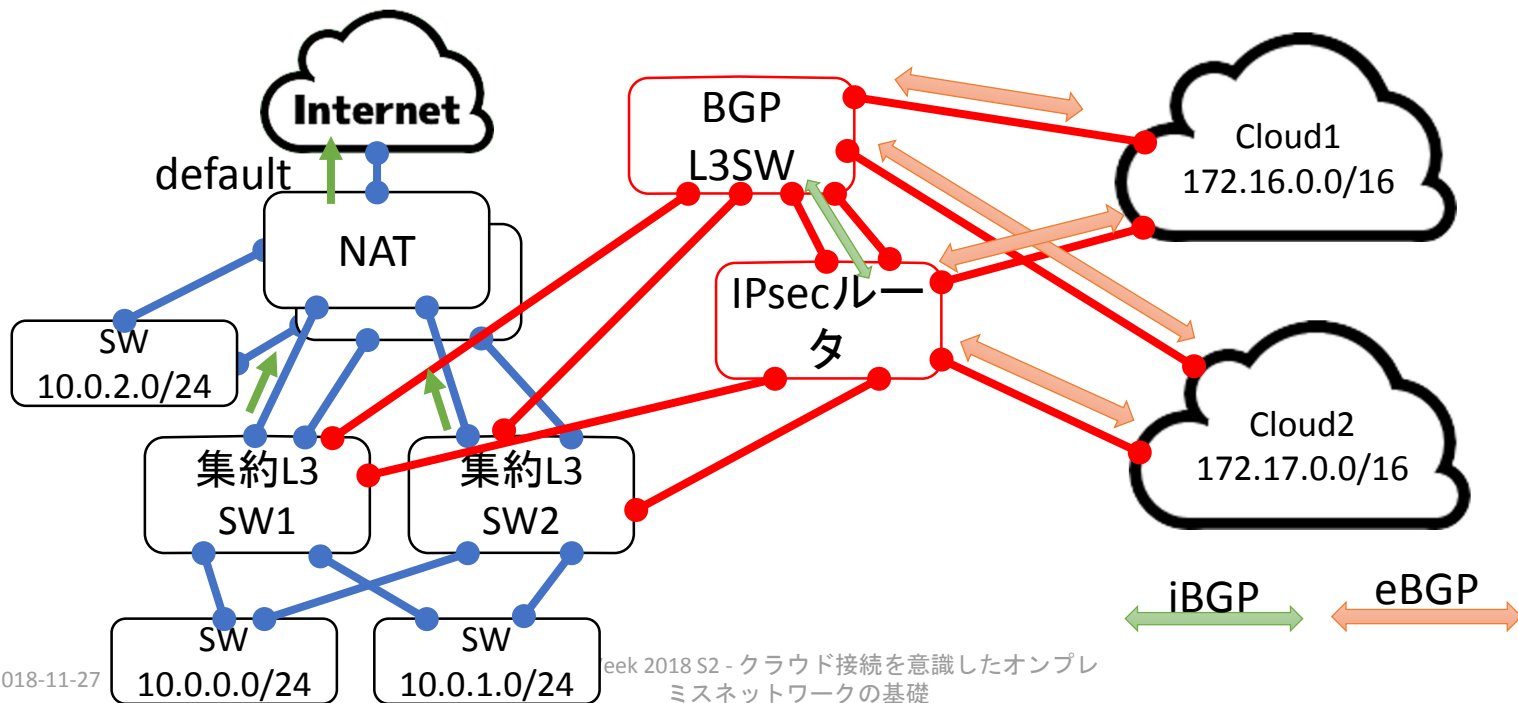 Internet
default
NAT
SW
10.0.2.0/24
集約L3
SW1
集約L3
SW2
SW
10.0.0.0/24
SW
10.0.1.0/24
BGP
L3SW
IPsecルー
タ
Cloud1
172.16.0.0/16
Cloud2
172.17.0.0/16
iBGP
eBGP
018-11-27
eek 2018 S2 - クラウド接続を意識したオンプレ
ミスネットワークの基礎